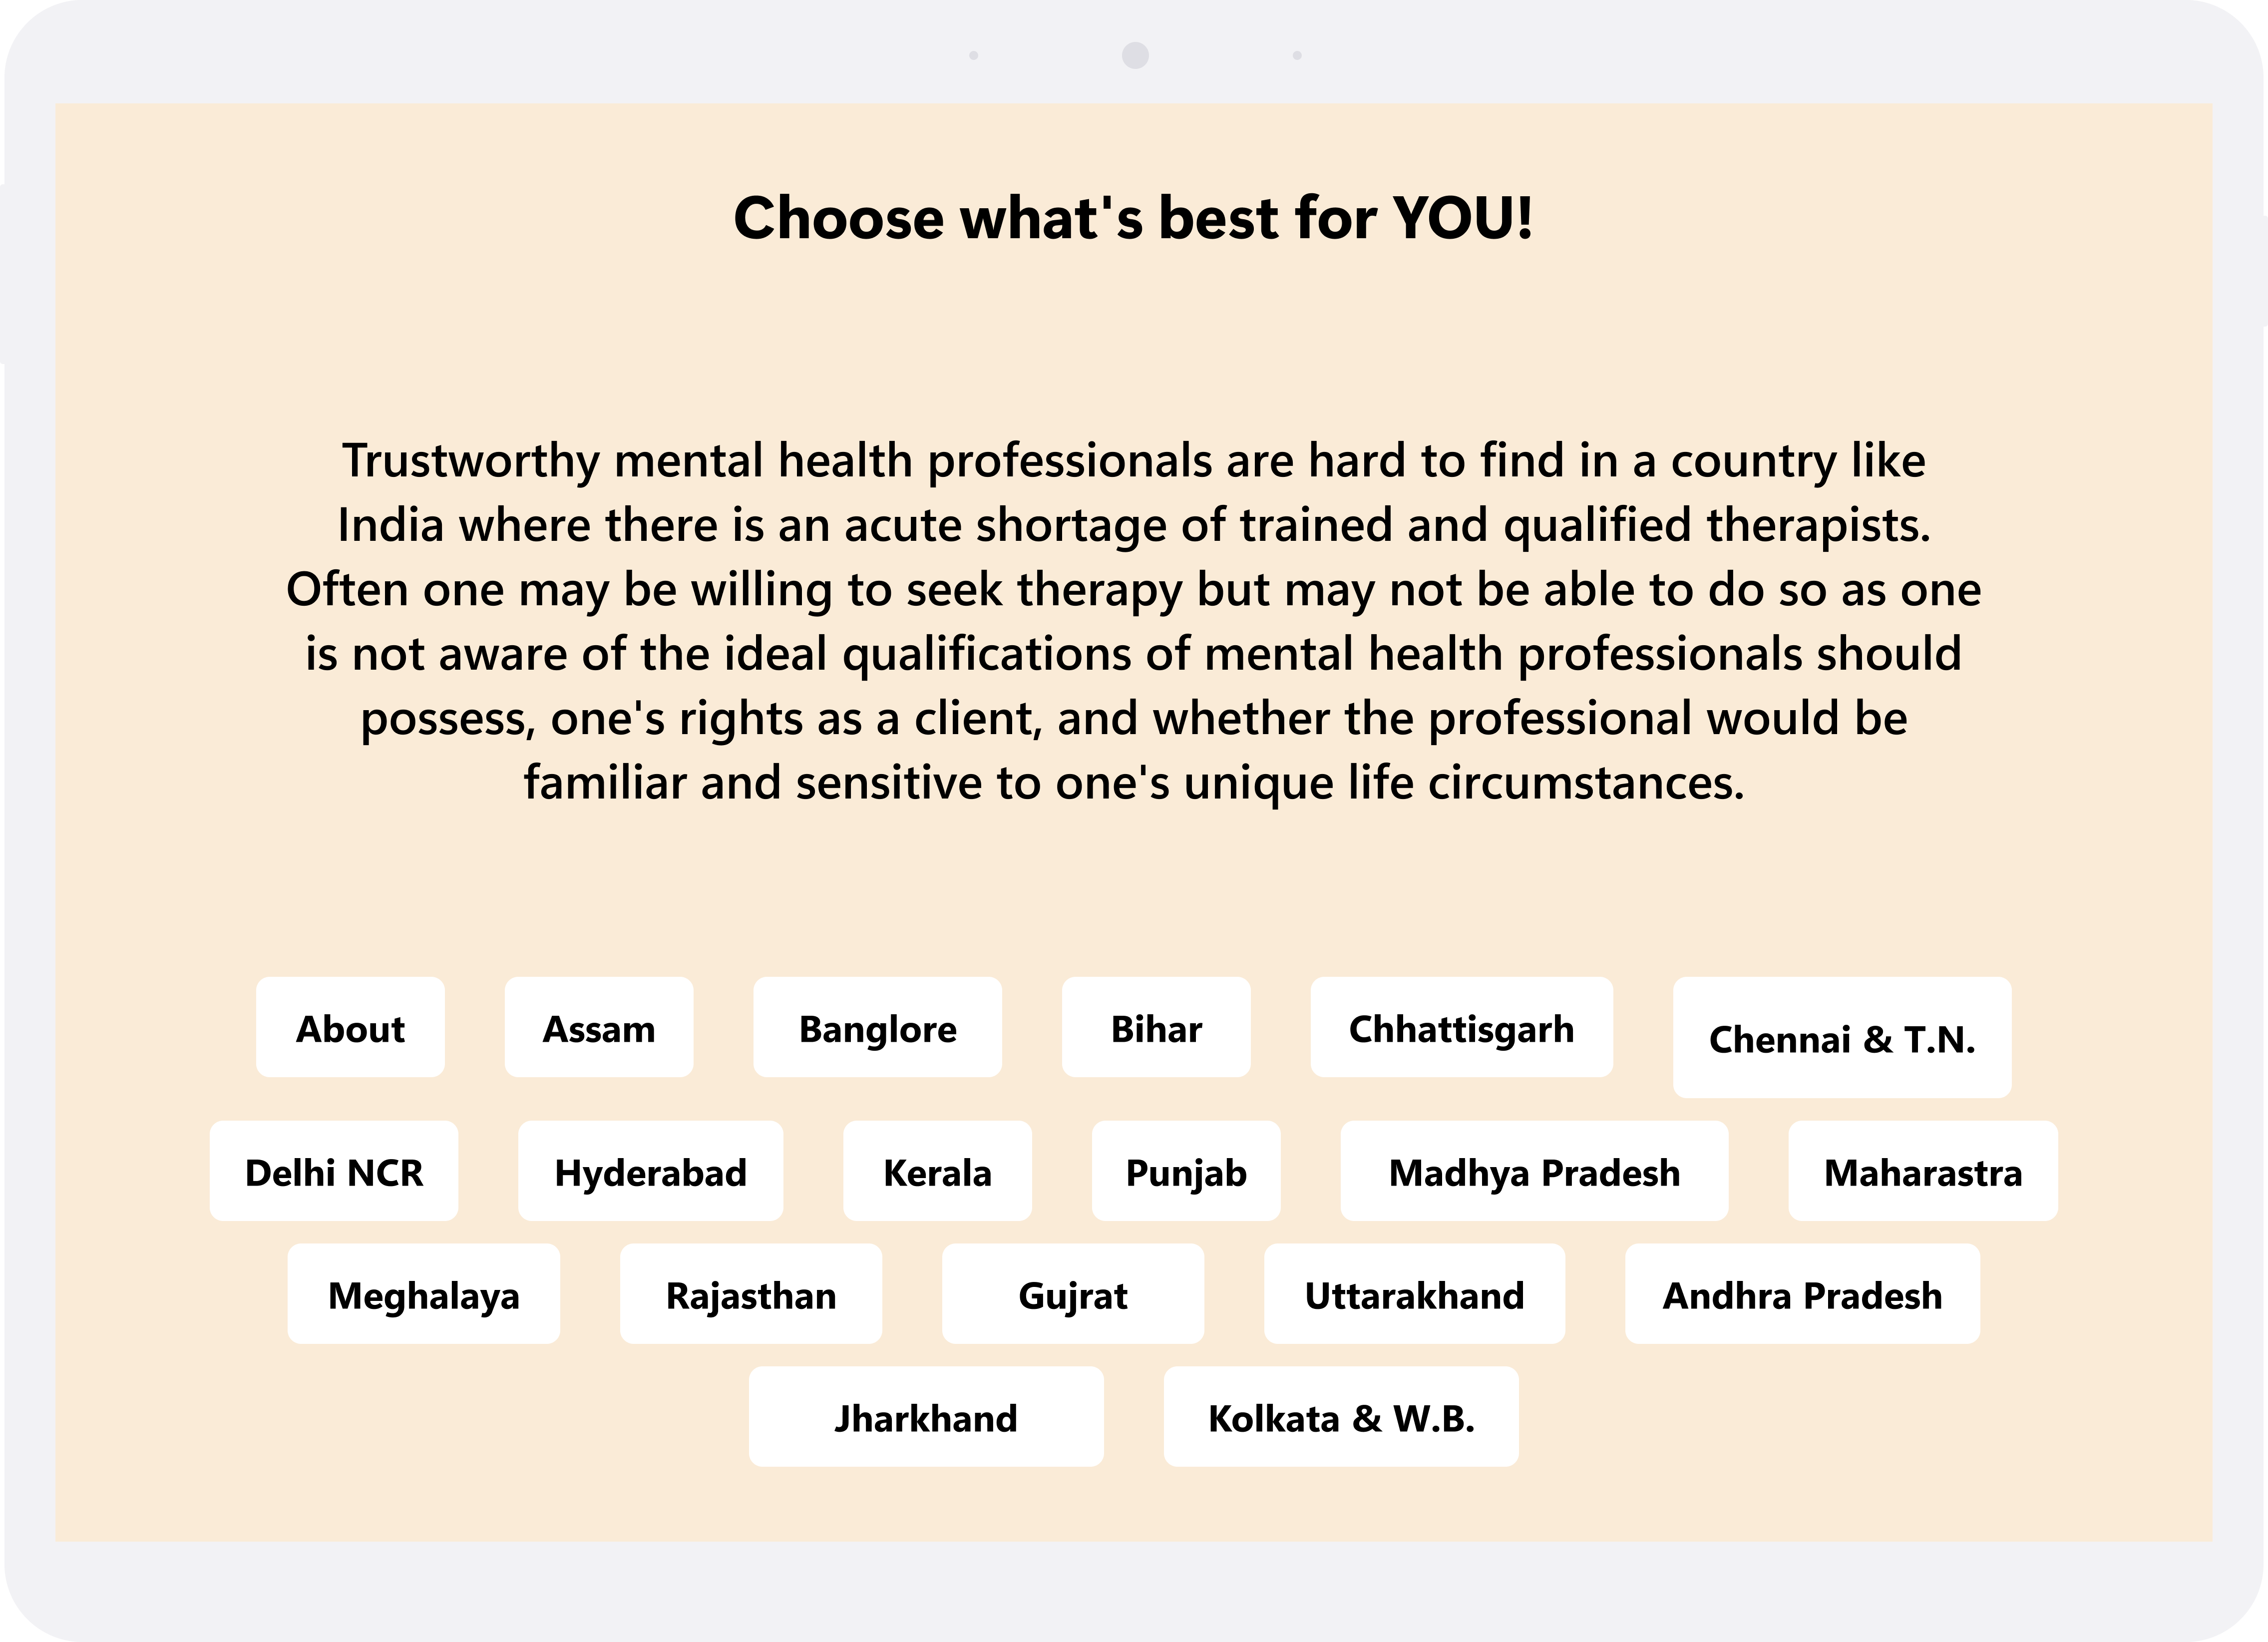 Choose what's best for YOU!
Trustworthy mental health professionals are hard to find in a country like
India where there is an acute shortage of trained and qualified therapists.
Often one may be willing to seek therapy but may not be able to do so as one
is not aware of the ideal qualifications of mental health professionals should
possess, one's rights as a client, and whether the professional would be
familiar and sensitive to one's unique life circumstances.
About Assam Banglore Bihar Chhattisgarh Chennai & T.N.
Delhi NCR Hyderabad Kerala Punjab Madhya Pradesh Maharastra
Meghalaya Rajasthan Gujrat Uttarakhand Andhra Pradesh
Jharkhand Kolkata & W.B.